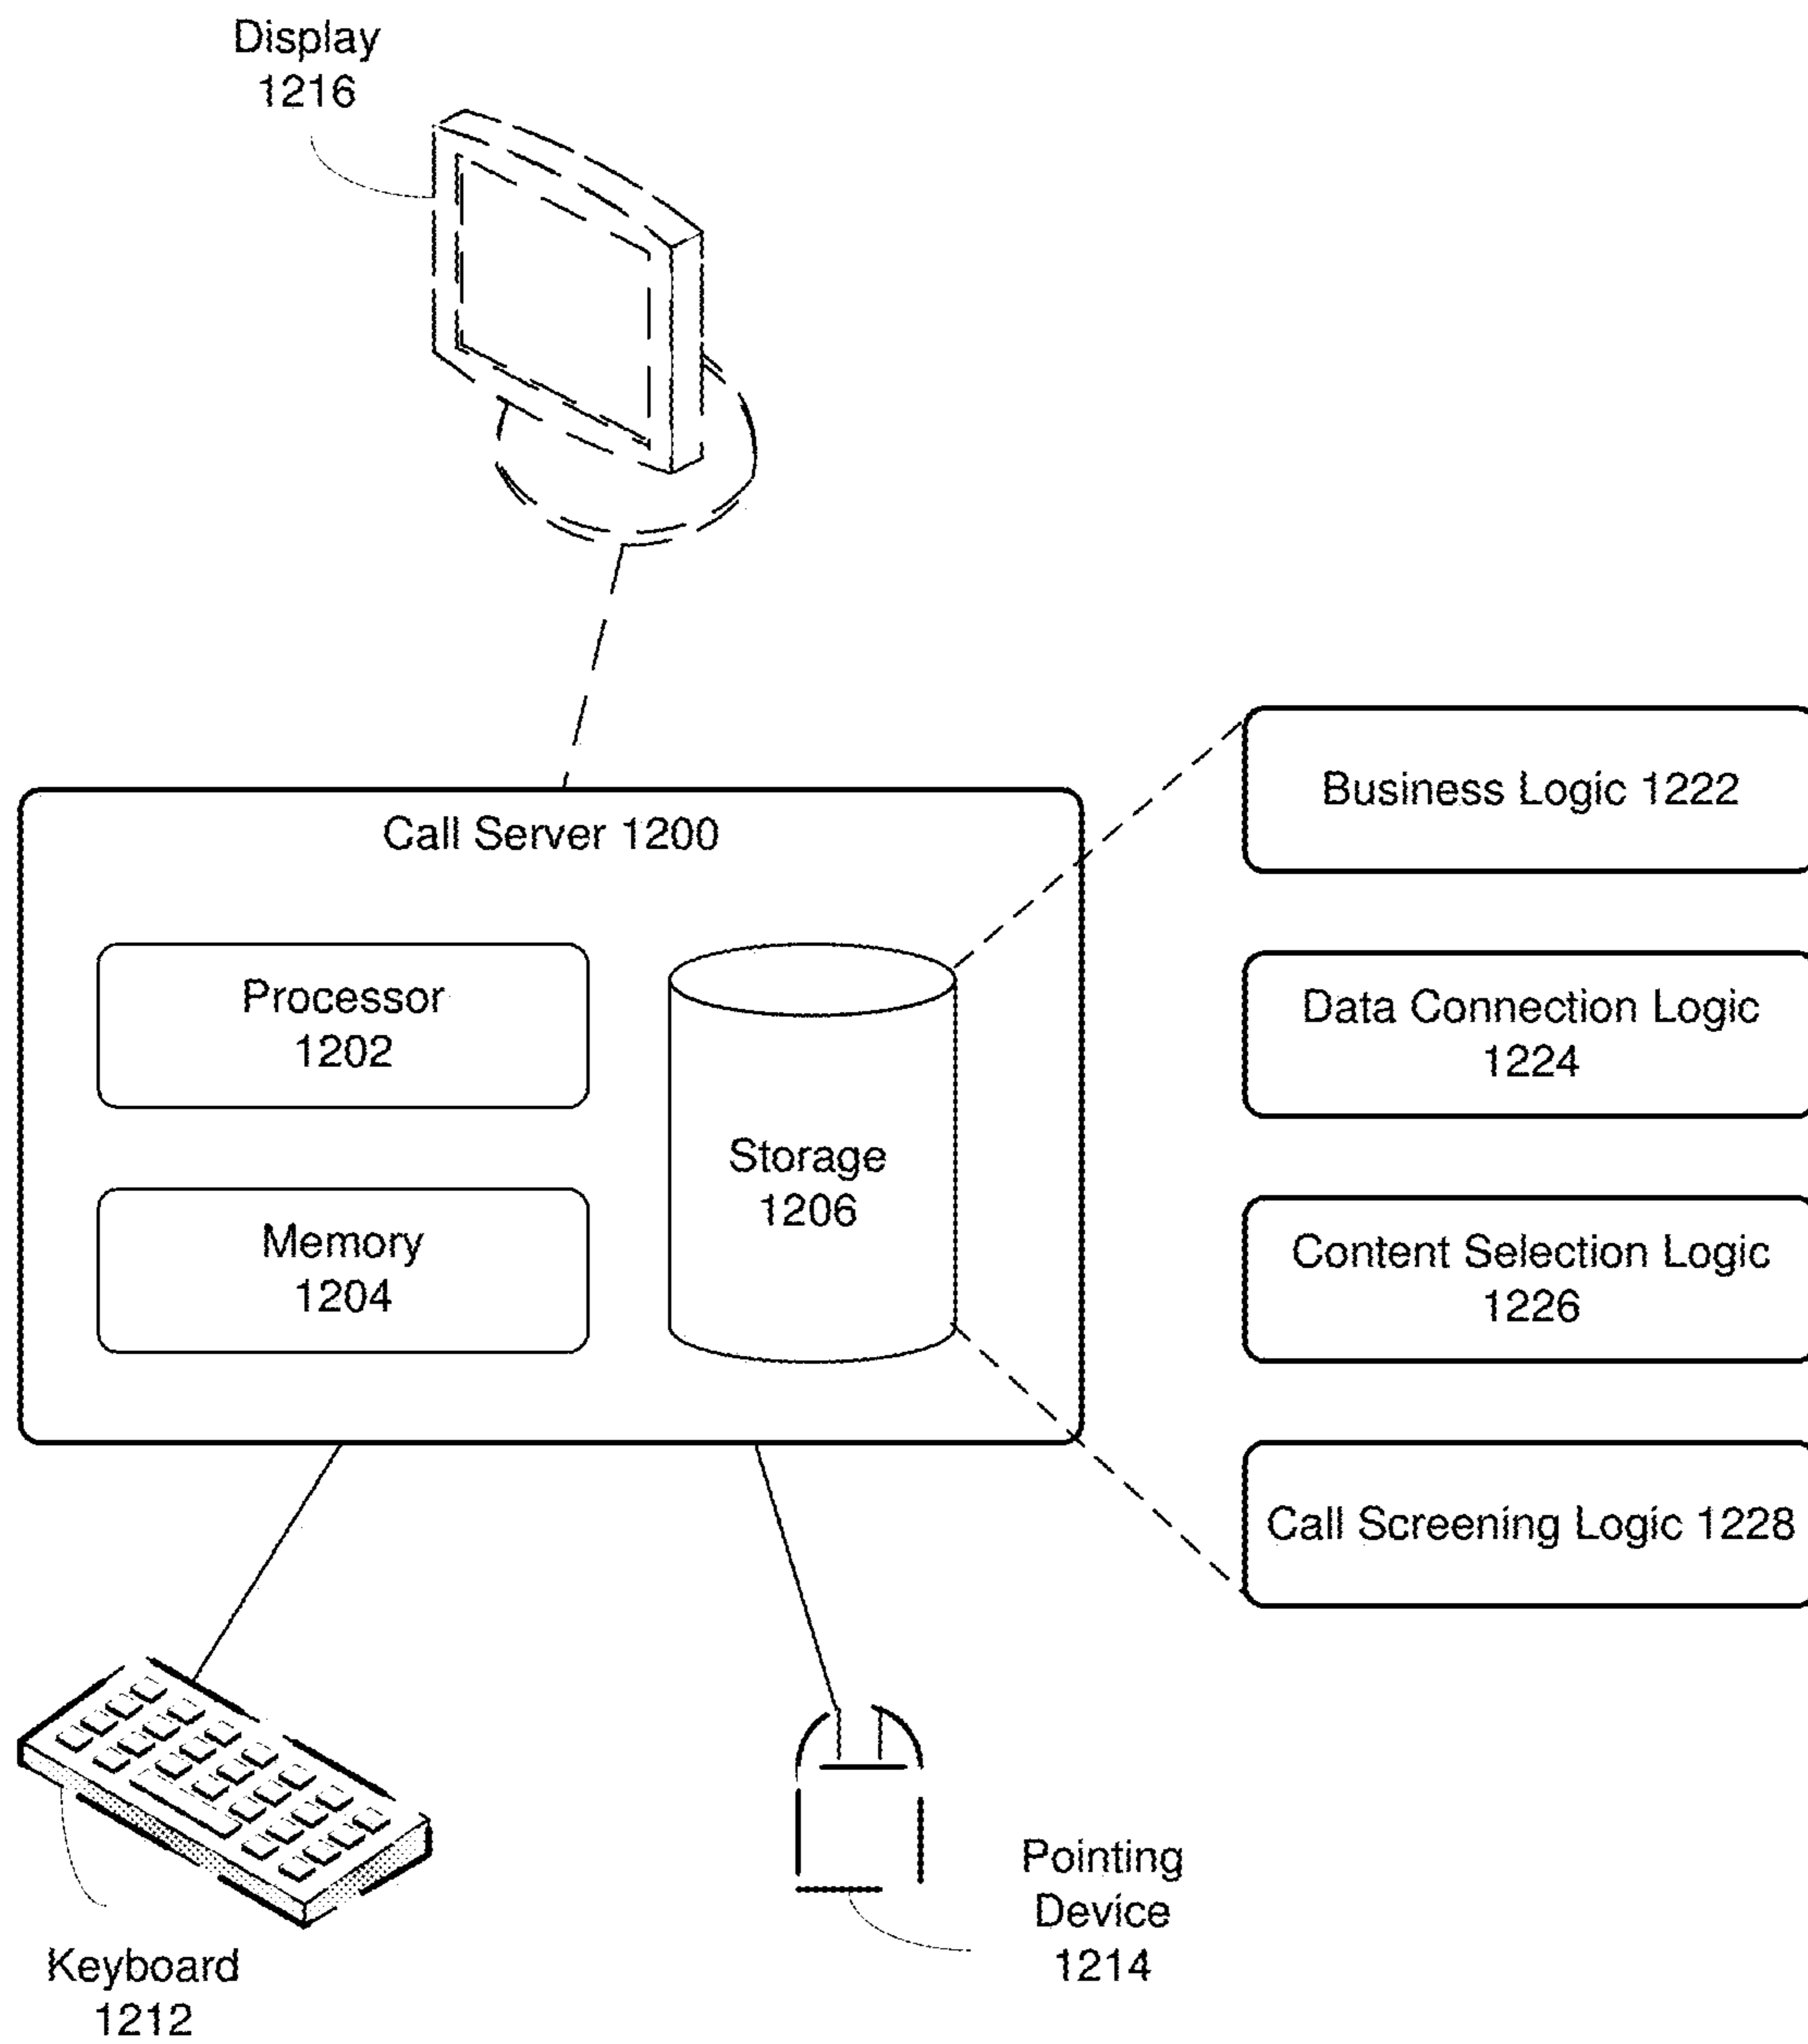 Display
1216
Call Server 1200
Processor
1202
Memory
1204
Storage
1206
Business Logic 1222
Data Connection Logic
1224
Content Selection Logic
1226
Call Screening Logic 1228
Keyboard
1212
Pointing
Device
1214